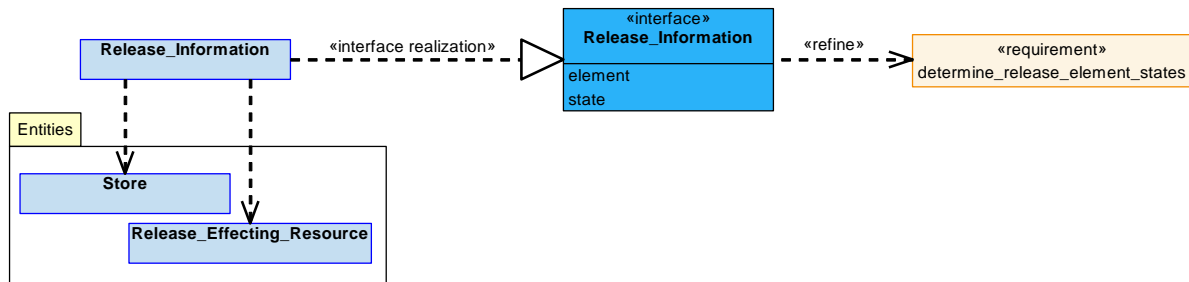 Release_Information
«interface realization»
«interface»
Release_Information
element
state
«refine»
«requirement»
determine_release_element_states
Entities
Store
Release_Effecting_Resource